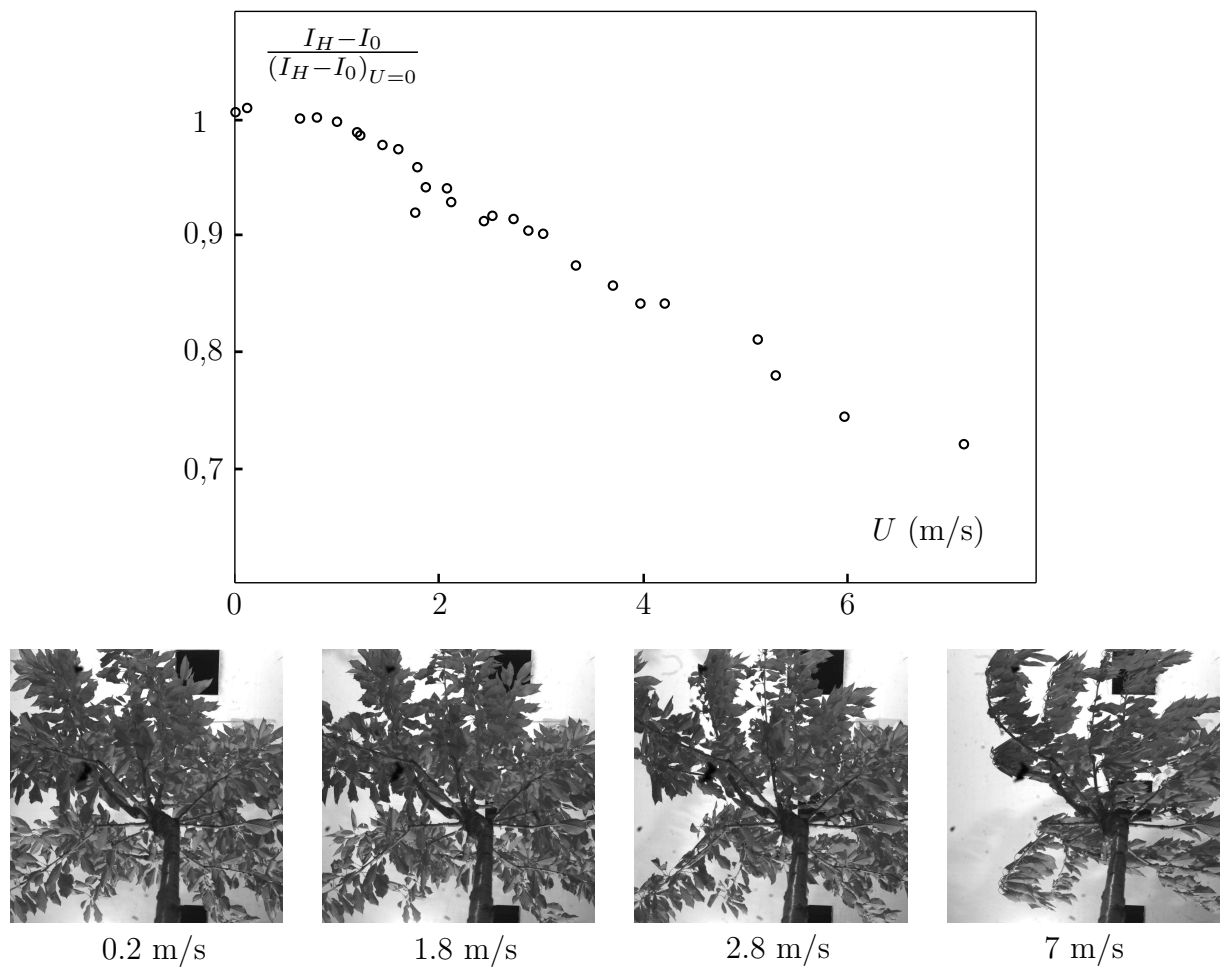 I_H−I_0
(I_H−I_0)_{U=0}
1
0,9
0,8
0,7
U (m/s)
0 2 4 6
0.2 m/s 1.8 m/s 2.8 m/s 7 m/s